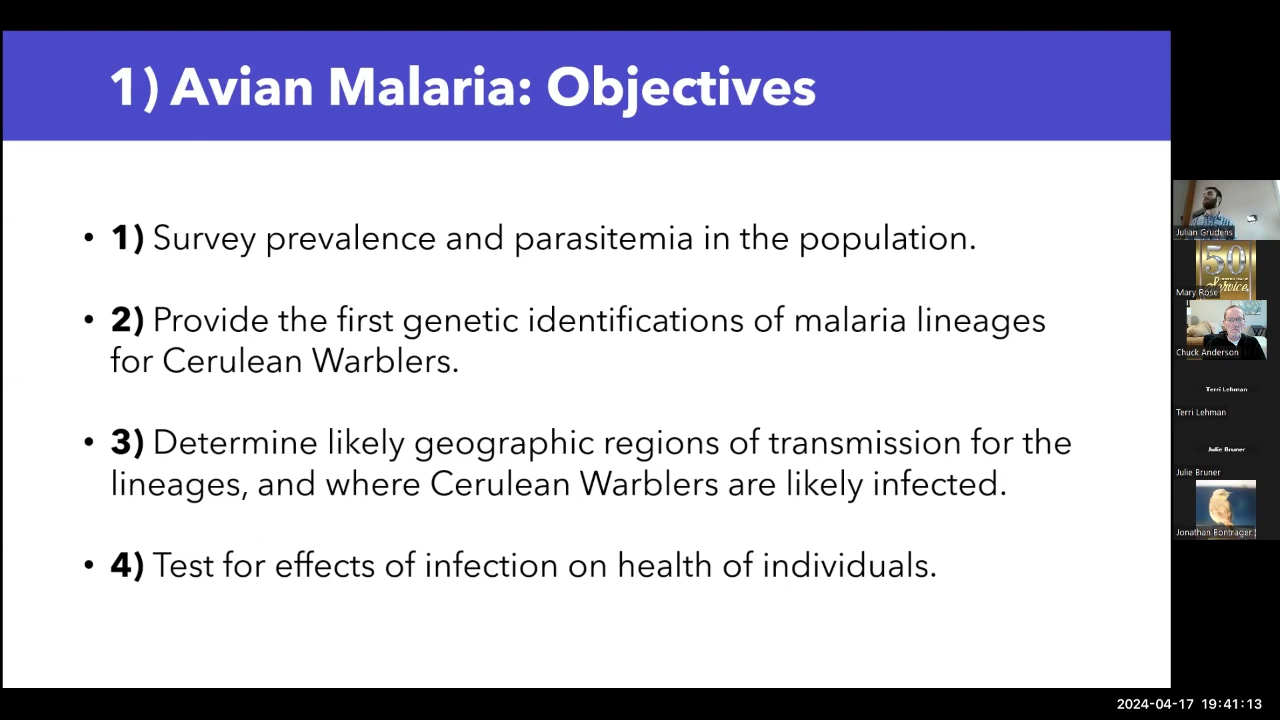 1) Avian Malaria: Objectives
• 1) Survey prevalence and parasitemia in the population.
• 2) Provide the first genetic identifications of malaria lineages
for Cerulean Warblers.
• 3) Determine likely geographic regions of transmission for the
lineages, and where Cerulean Warblers are likely infected.
• 4) Test for effects of infection on health of individuals.
Julian Grudens
50
Service
Mary Rose
Chuck Anderson
Terri Lehman
Terri Lehman
Julie Bruner
Julie Bruner
Jonathan Bontrager
2024-04-17 19:41:13